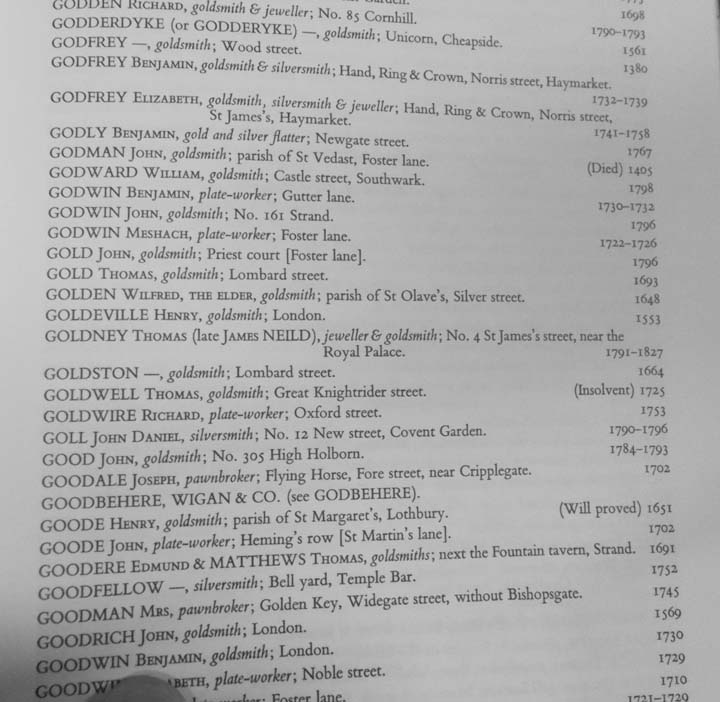 1698
GODDEN RICHARD, goldsmith & jeweller; No. 85 Cornhill. 1790–1793
GODDERDYKE (or GODDERYKE) —, goldsmith; Unicorn, Cheapside. 1561
GODFREY —, goldsmith; Wood street. 1380
GODFREY BENJAMIN, goldsmith & silversmith; Hand, Ring & Crown, Norris street, Haymarket.
1732–1739
GODFREY ELIZABETH, goldsmith, silversmith & jeweller; Hand, Ring & Crown, Norris street,
St James's, Haymarket. 1741–1758
GODLY BENJAMIN, gold and silver flatter; Newgate street. 1767
GODMAN JOHN, goldsmith; parish of St Vedast, Foster lane. (Died) 1405
GODWARD WILLIAM, goldsmith; Castle street, Southwark. 1798
GODWIN BENJAMIN, plate-worker; Gutter lane. 1730–1732
GODWIN JOHN, goldsmith; No. 161 Strand. 1796
GODWIN MESHACH, plate-worker; Foster lane. 1722–1726
GOLD JOHN, goldsmith; Priest court [Foster lane]. 1796
GOLD THOMAS, goldsmith; Lombard street. 1693
GOLDEN WILFRED, THE ELDER, goldsmith; parish of St Olave's, Silver street. 1648
GOLDEVILLE HENRY, goldsmith; London. 1553
GOLDNEY THOMAS (late JAMES NEILD), jeweller & goldsmith; No. 4 St James's street, near the
Royal Palace. 1791–1827
GOLDSTON —, goldsmith; Lombard street. 1664
GOLDWELL THOMAS, goldsmith; Great Knightrider street. (Insolvent) 1725
GOLDWIRE RICHARD, plate-worker; Oxford street. 1753
GOLL JOHN DANIEL, silversmith; No. 12 New street, Covent Garden. 1790–1796
GOOD JOHN, goldsmith; No. 305 High Holborn. 1784–1793
GOODALE JOSEPH, pawnbroker; Flying Horse, Fore street, near Cripplegate. 1702
GOODBEHERE, WIGAN & CO. (see GODBEHERE).
GOODE HENRY, goldsmith; parish of St Margaret's, Lothbury. (Will proved) 1651
GOODE JOHN, plate-worker; Heming's row [St Martin's lane]. 1702
GOODERE EDMUND & MATTHEWS THOMAS, goldsmiths; next the Fountain tavern, Strand. 1691
GOODFELLOW —, silversmith; Bell yard, Temple Bar. 1752
GOODMAN MRS, pawnbroker; Golden Key, Widegate street, without Bishopsgate. 1745
GOODRICH JOHN, goldsmith; London. 1569
GOODWIN BENJAMIN, goldsmith; London. 1730
plate-worker; Noble street. 1729
Foster lane. 1710
1721–1729